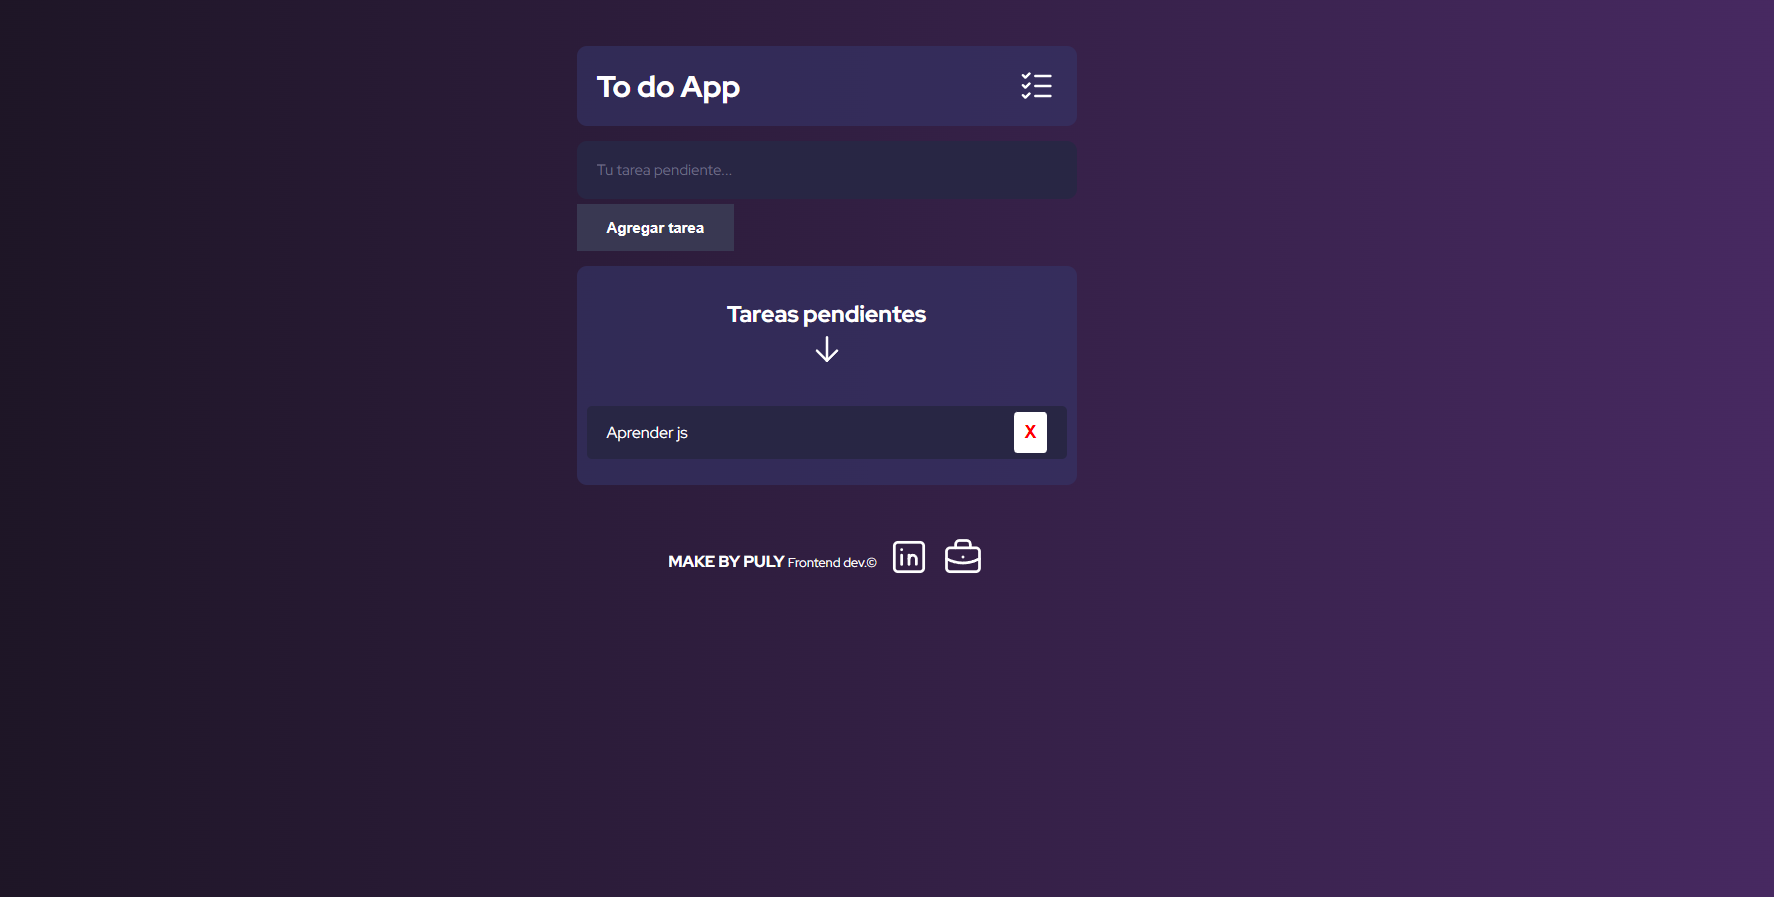 To do App
Tu tarea pendiente...
Agregar tarea
Tareas pendientes
Aprender js
X
MAKE BY PULY Frontend dev.©
in